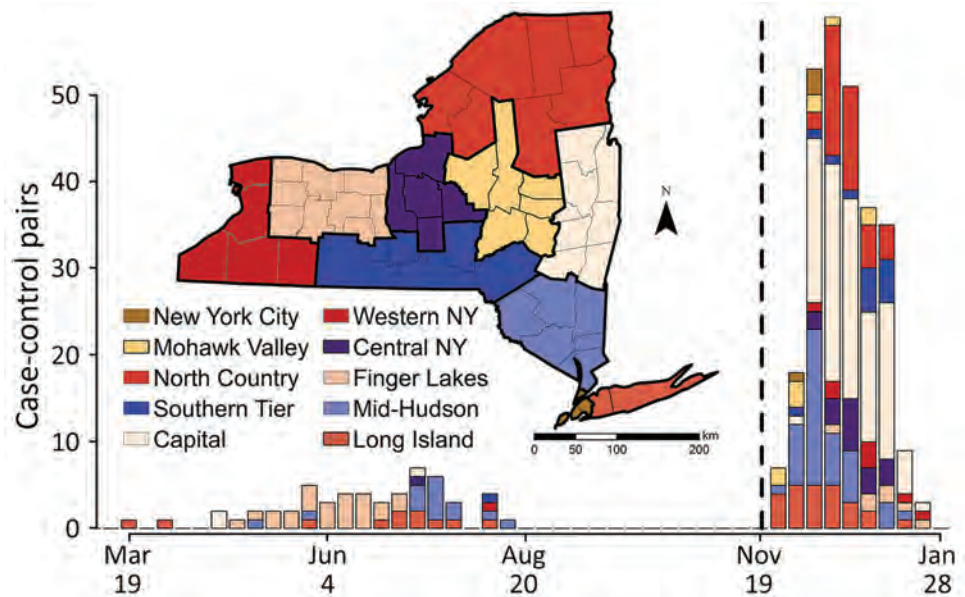 Case-control pairs
50
40
30
20
10
0
N
New York City
Western NY
Mohawk Valley
Central NY
North Country
Finger Lakes
Southern Tier
Mid-Hudson
Capital
Long Island
km
0 50 100 200
Mar
19
Jun
4
Aug
20
Nov
19
Jan
28